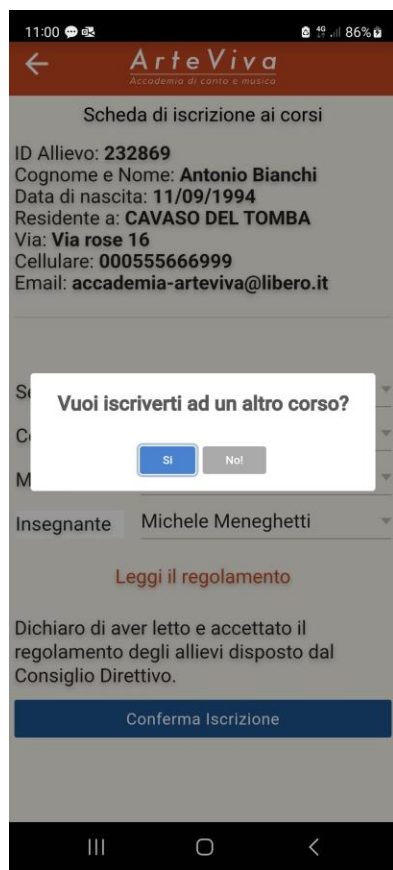 11:00 4G 86%
ArteViva
Accademia di canto e musica
Scheda di iscrizione ai corsi
ID Allievo: 232869
Cognome e Nome: Antonio Bianchi
Data di nascita: 11/09/1994
Residente a: CAVASO DEL TOMBA
Via: Via rose 16
Cellulare: 000555666999
Email: accademia-arteviva@libero.it
Vuoi iscriverti ad un altro corso?
SI No!
Insegnante Michele Meneghetti
Leggi il regolamento
Dichiaro di aver letto e accettato il
regolamento degli allievi disposto dal
Consiglio Direttivo.
Conferma Iscrizione